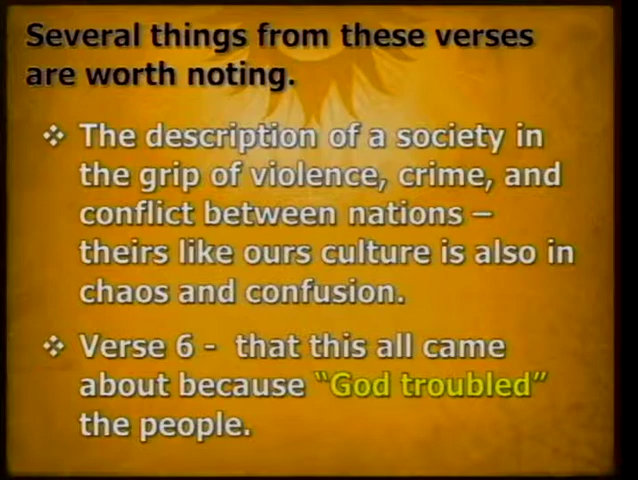 Several things from these verses
are worth noting.
❖ The description of a society in
the grip of violence, crime, and
conflict between nations –
theirs like ours culture is also in
chaos and confusion.
❖ Verse 6 - that this all came
about because “God troubled”
the people.